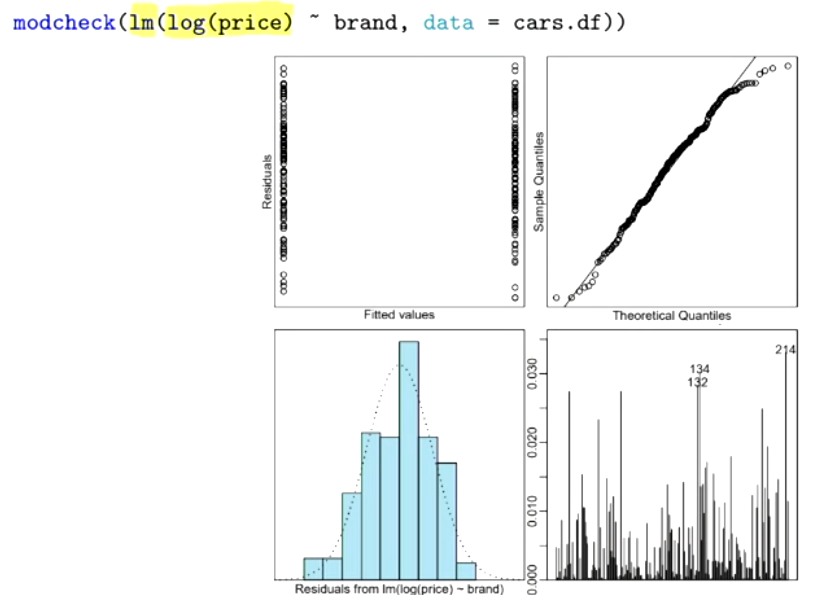 modcheck(lm(log(price) ~ brand, data = cars.df))
Residuals
Fitted values
Sample Quantiles
Theoretical Quantiles
Residuals from lm(log(price) ~ brand)
0.030
0.020
0.010
0.000
214
134
132